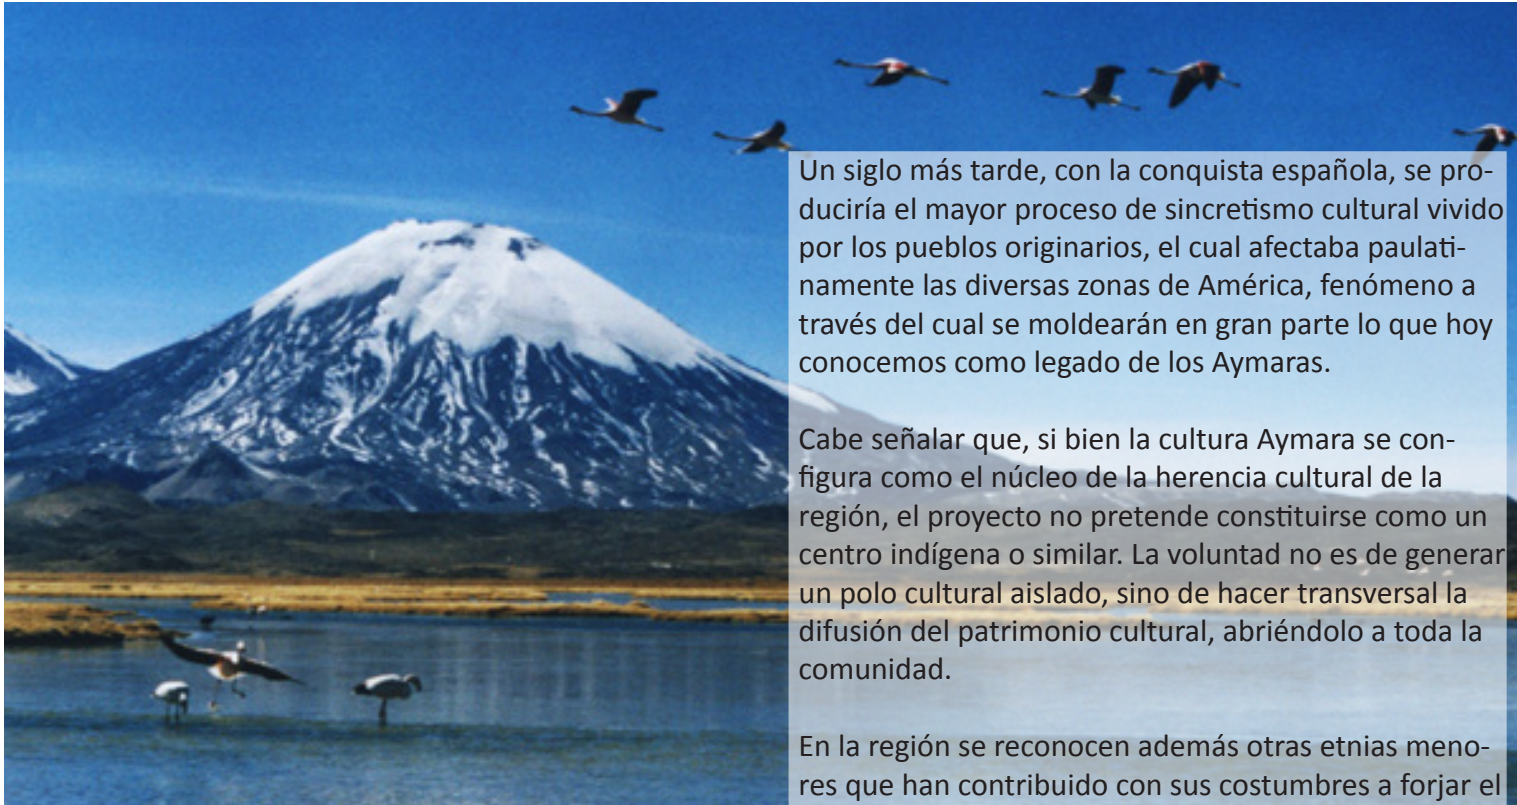 Un siglo más tarde, con la conquista española, se pro-
duciría el mayor proceso de sincretismo cultural vivido
por los pueblos originarios, el cual afectaba paulati-
namente las diversas zonas de América, fenómeno a
través del cual se moldearán en gran parte lo que hoy
conocemos como legado de los Aymaras.
Cabe señalar que, si bien la cultura Aymara se con-
figura como el núcleo de la herencia cultural de la
región, el proyecto no pretende constituirse como un
centro indígena o similar. La voluntad no es de generar
un polo cultural aislado, sino de hacer transversal la
difusión del patrimonio cultural, abriéndolo a toda la
comunidad.
En la región se reconocen además otras etnias meno-
res que han contribuido con sus costumbres a forjar el